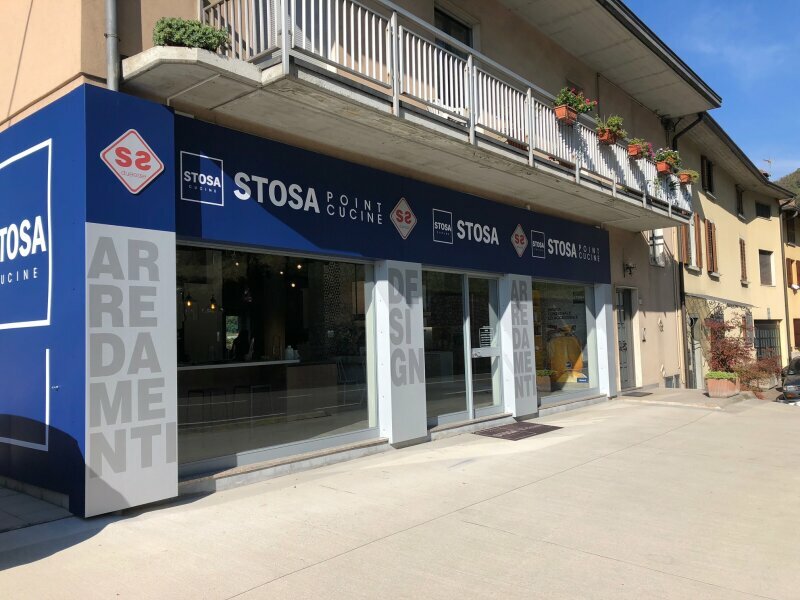 STOSA
CUCINE
SS
STOSA
CUCINE
STOSA POINT
CUCINE
SS
STOSA
STOSA
SS
STOSA
STOSA POINT
CUCINE
AR
RE
DA
ME
NTI
DE
SI
GN
AR
RE
DA
ME
NTI